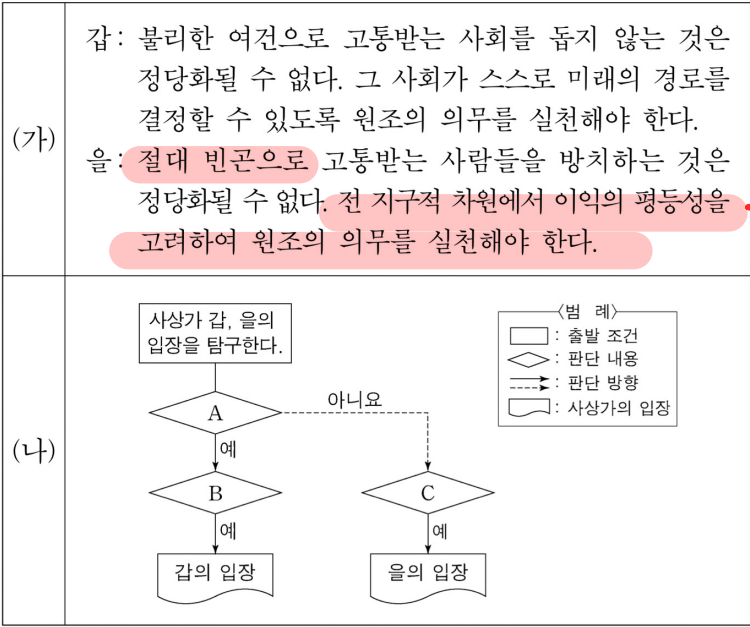 (가)
갑: 불리한 여건으로 고통받는 사회를 돕지 않는 것은
정당화될 수 없다. 그 사회가 스스로 미래의 경로를
결정할 수 있도록 원조의 의무를 실천해야 한다.
을: 절대 빈곤으로 고통받는 사람들을 방치하는 것은
정당화될 수 없다. 전 지구적 차원에서 이익의 평등성을
고려하여 원조의 의무를 실천해야 한다.
(나)
사상가 갑, 을의
입장을 탐구한다.
A
아니요
예
B
C
예
예
갑의 입장
을의 입장
〈범 례〉
: 출발 조건
: 판단 내용
: 판단 방향
: 사상가의 입장